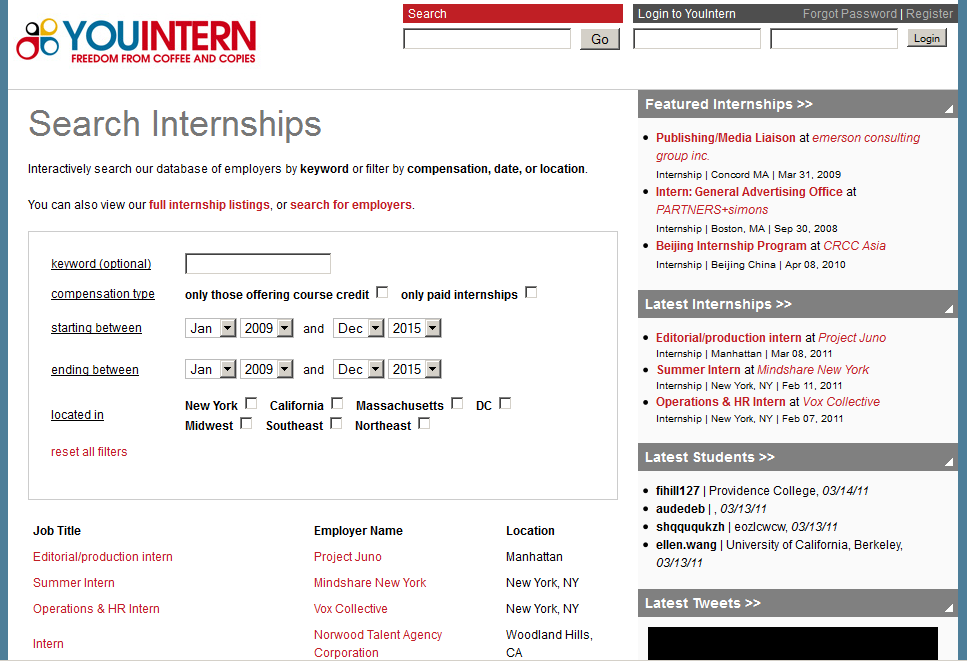 YOUINTERN
FREEDOM FROM COFFEE AND COPIES
Search
Go
Login to YouIntern Forgot Password | Register
Login
Search Internships
Interactively search our database of employers by keyword or filter by compensation, date, or location.
You can also view our full internship listings, or search for employers.
keyword (optional)
compensation type only those offering course credit only paid internships
starting between Jan 2009 and Dec 2015
ending between Jan 2009 and Dec 2015
located in
New York California Massachusetts DC
Midwest Southeast Northeast
reset all filters
Job Title Employer Name Location
Editorial/production intern Project Juno Manhattan
Summer Intern Mindshare New York New York, NY
Operations & HR Intern Vox Collective New York, NY
Intern
Norwood Talent Agency
Corporation
Woodland Hills,
CA
Featured Internships >>
Publishing/Media Liaison at emerson consulting
group inc.
Internship | Concord MA | Mar 31, 2009
Intern: General Advertising Office at
PARTNERS+simons
Internship | Boston, MA | Sep 30, 2008
Beijing Internship Program at CRCC Asia
Internship | Beijing China | Apr 08, 2010
Latest Internships >>
Editorial/production intern at Project Juno
Internship | Manhattan | Mar 08, 2011
Summer Intern at Mindshare New York
Internship | New York, NY | Feb 11, 2011
Operations & HR Intern at Vox Collective
Internship | New York, NY | Feb 07, 2011
Latest Students >>
fihill127 | Providence College, 03/14/11
audedeb | , 03/13/11
shqququkzh | eozlcwcw, 03/13/11
ellen.wang | University of California, Berkeley,
03/13/11
Latest Tweets >>